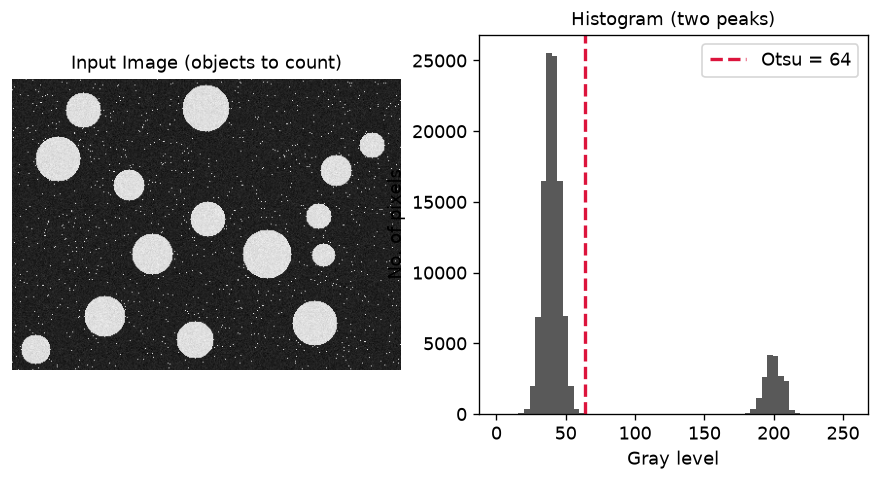 Input Image (objects to count)
Histogram (two peaks)
Otsu = 64
No. of pixels
25000
20000
15000
10000
5000
0
0 50 100 150 200 250
Gray level